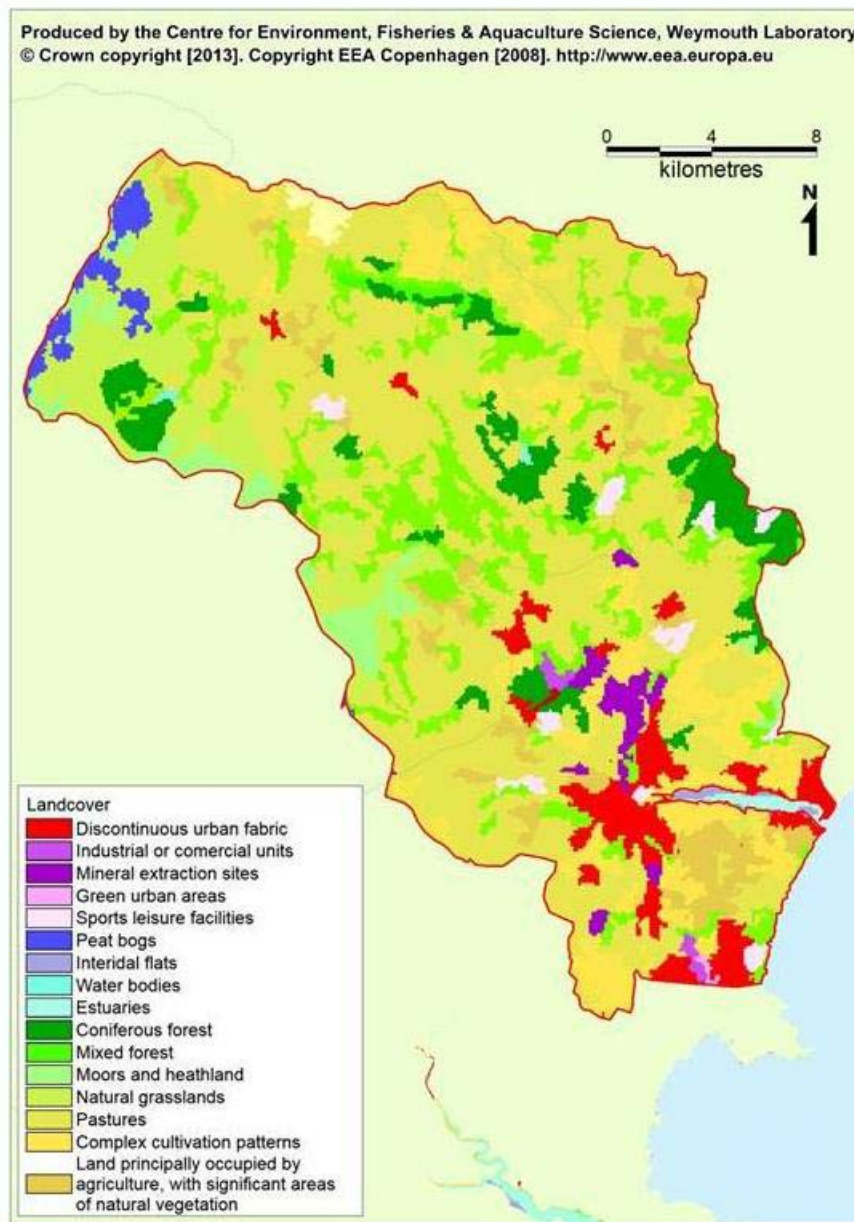 Produced by the Centre for Environment, Fisheries & Aquaculture Science, Weymouth Laboratory
© Crown copyright [2013]. Copyright EEA Copenhagen [2008]. http://www.eea.europa.eu
0 4 8
kilometres
N
Landcover
Discontinuous urban fabric
Industrial or comercial units
Mineral extraction sites
Green urban areas
Sports leisure facilities
Peat bogs
Interidal flats
Water bodies
Estuaries
Coniferous forest
Mixed forest
Moors and heathland
Natural grasslands
Pastures
Complex cultivation patterns
Land principally occupied by
agriculture, with significant areas
of natural vegetation